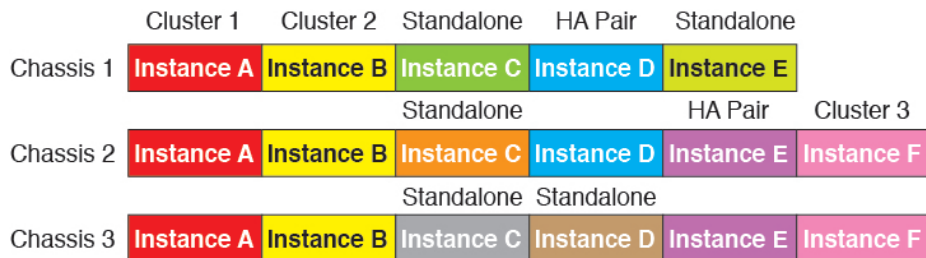 Cluster 1 Cluster 2 Standalone HA Pair Standalone
Chassis 1 Instance A Instance B Instance C Instance D Instance E
Standalone HA Pair Cluster 3
Chassis 2 Instance A Instance B Instance C Instance D Instance E Instance F
Standalone Standalone
Chassis 3 Instance A Instance B Instance C Instance D Instance E Instance F